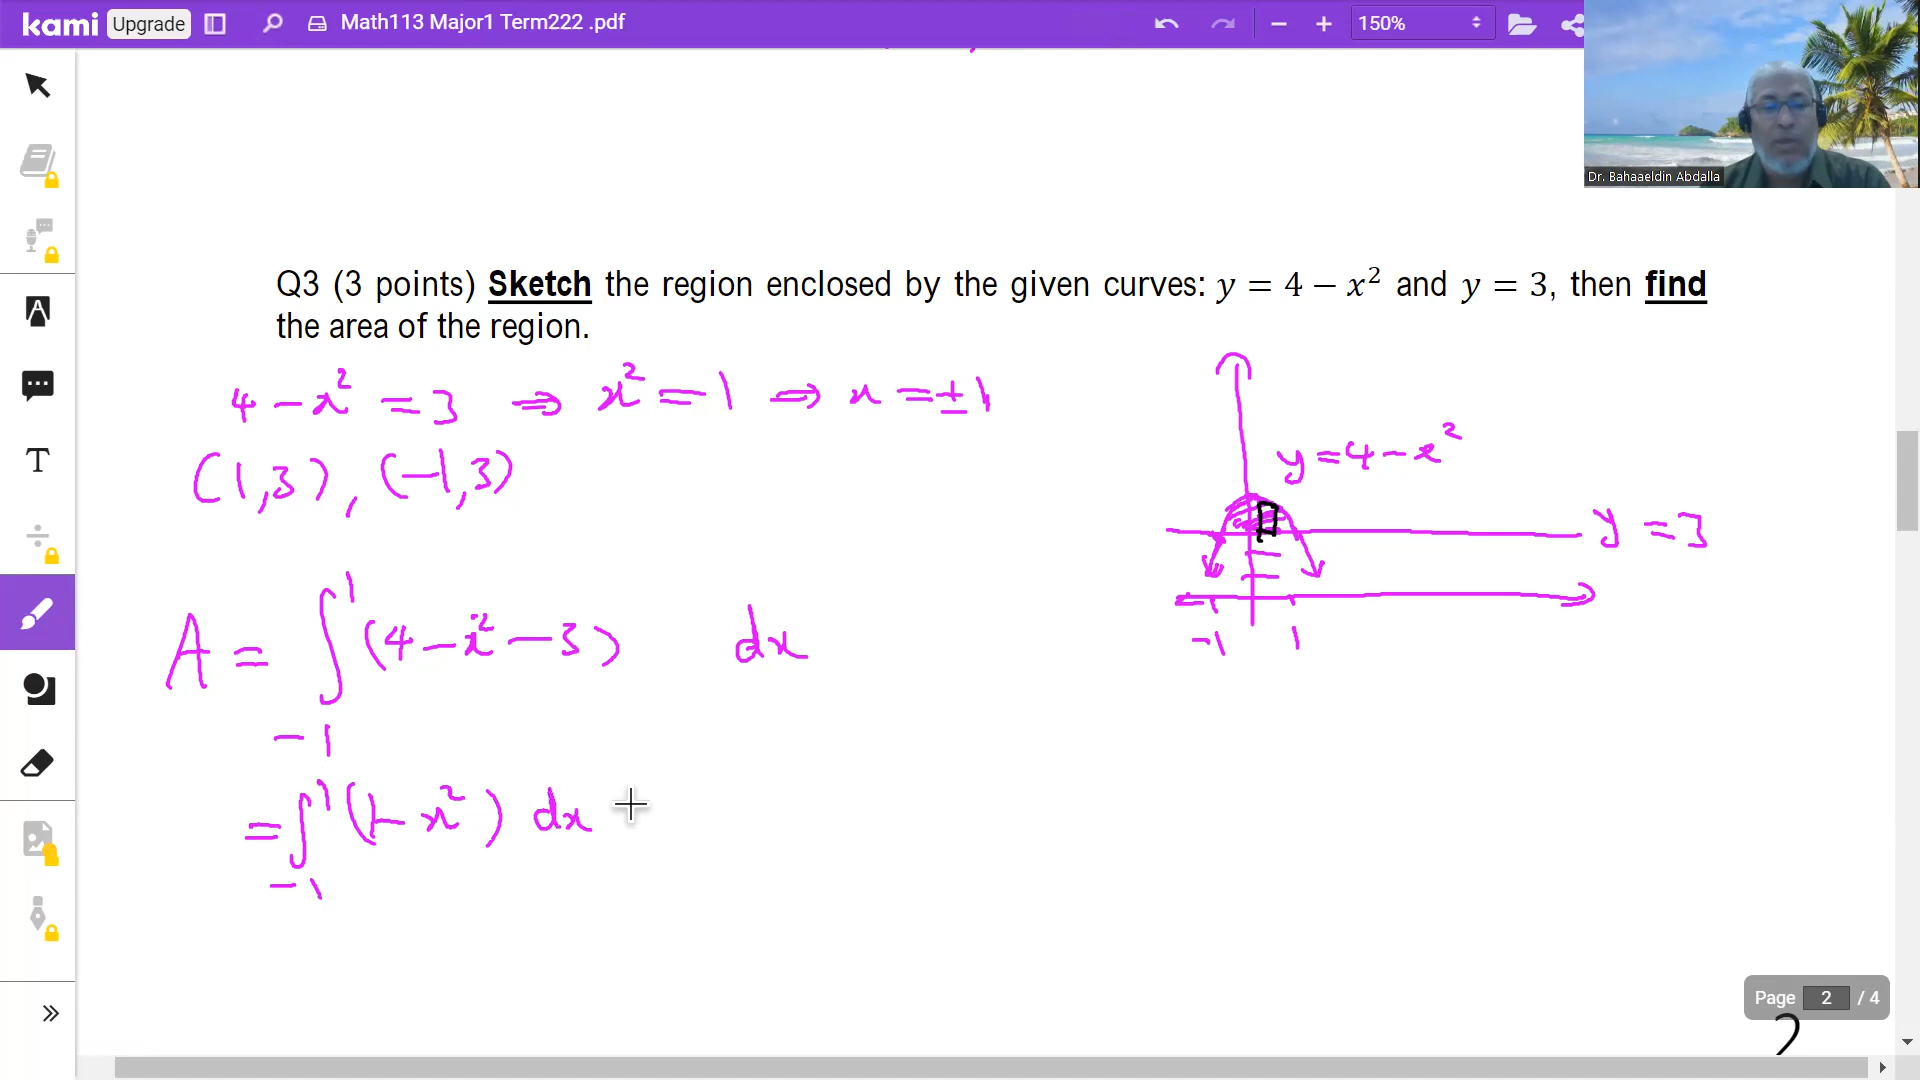 kami Upgrade Math113 Major1 Term222 .pdf 150%
Dr. Bahaaeldin Abdalla
Q3 (3 points) Sketch the region enclosed by the given curves: y = 4 − x² and y = 3, then find
the area of the region.
4 − x² = 3 ⇒ x² = 1 ⇒ x = ±1
(1,3), (−1,3)
y = 4 − x²
y = 3
−1 1
A = ∫₋₁¹ (4 − x² − 3) dx
= ∫₋₁¹ (1 − x²) dx
T
Page 2 / 4
2